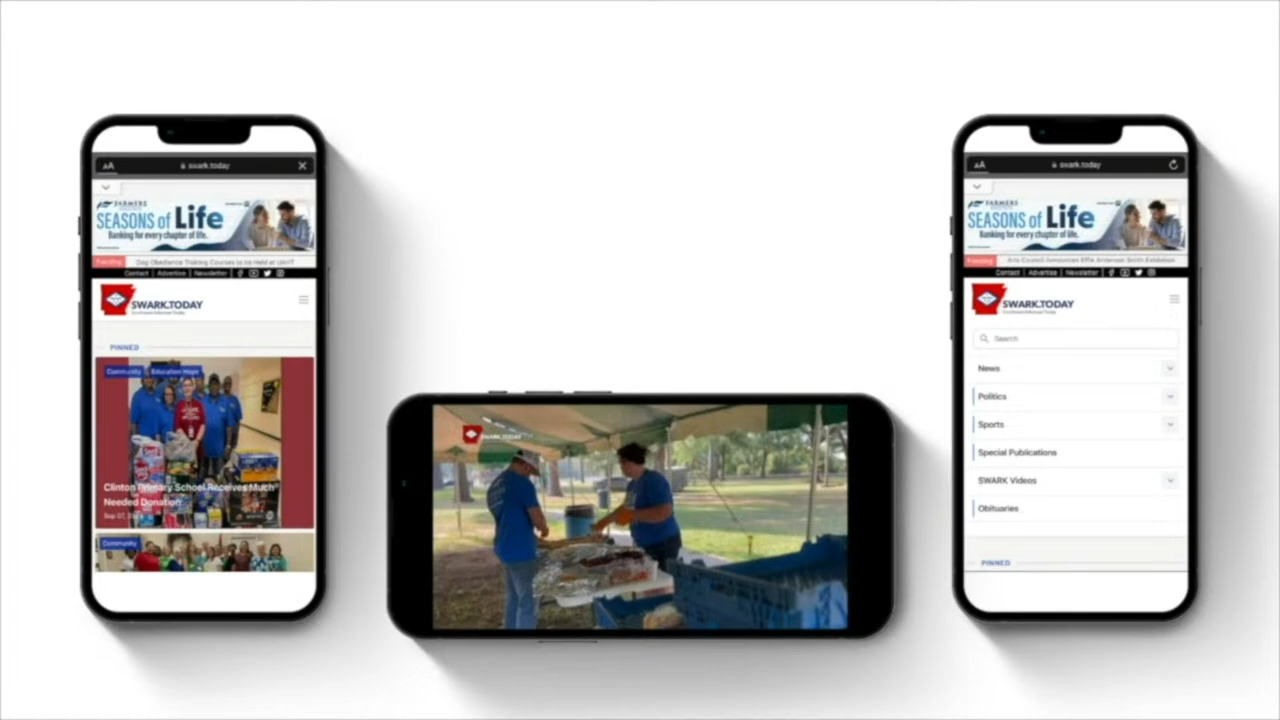 AA
swark.today
FARMERS
SEASONS of Life
Banking for every chapter of life.
Trending
Dog Obedience Training Courses to be Held at UAHT
Contact | Advertise | Newsletter
SWARK.TODAY
PINNED
Community
Education Hope
Clinton Primary School Receives Much
Needed Donation
Sep 07,
Community
SWARK.TODAY
AA
swark.today
FARMERS
SEASONS of Life
Banking for every chapter of life.
Trending
Arts Council Announces Effie Anderson Smith Exhibition
Contact | Advertise | Newsletter
SWARK.TODAY
Search
News
Politics
Sports
Special Publications
SWARK Videos
Obituaries
PINNED